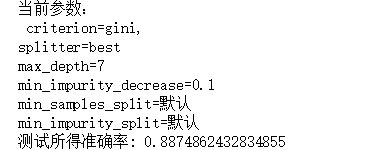 当前参数:
criterion=gini,
splitter=best
max_depth=7
min_impurity_decrease=0.1
min_samples_split=默认
min_impurity_split=默认
测试所得准确率: 0.8874862432834855